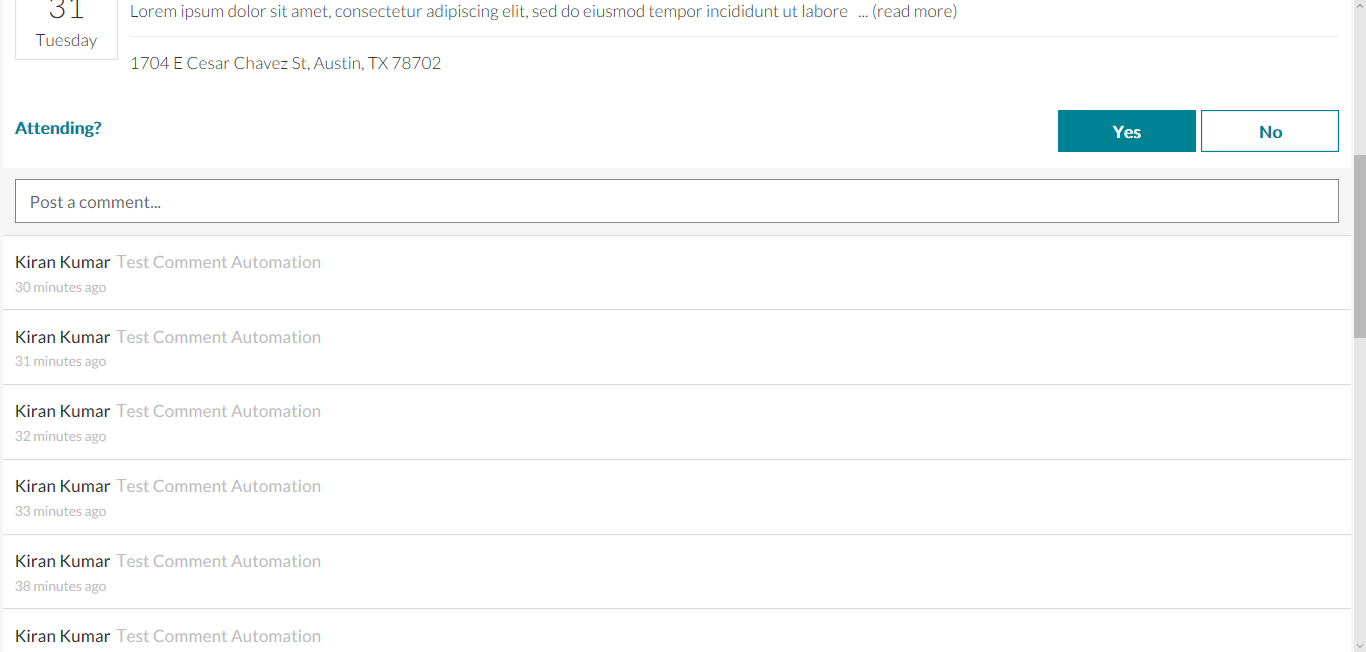 31
Tuesday
Lorem ipsum dolor sit amet, consectetur adipiscing elit, sed do eiusmod tempor incididunt ut labore ... (read more)
1704 E Cesar Chavez St, Austin, TX 78702
Attending?
Yes
No
Post a comment...
Kiran Kumar Test Comment Automation
30 minutes ago
Kiran Kumar Test Comment Automation
31 minutes ago
Kiran Kumar Test Comment Automation
32 minutes ago
Kiran Kumar Test Comment Automation
33 minutes ago
Kiran Kumar Test Comment Automation
38 minutes ago
Kiran Kumar Test Comment Automation